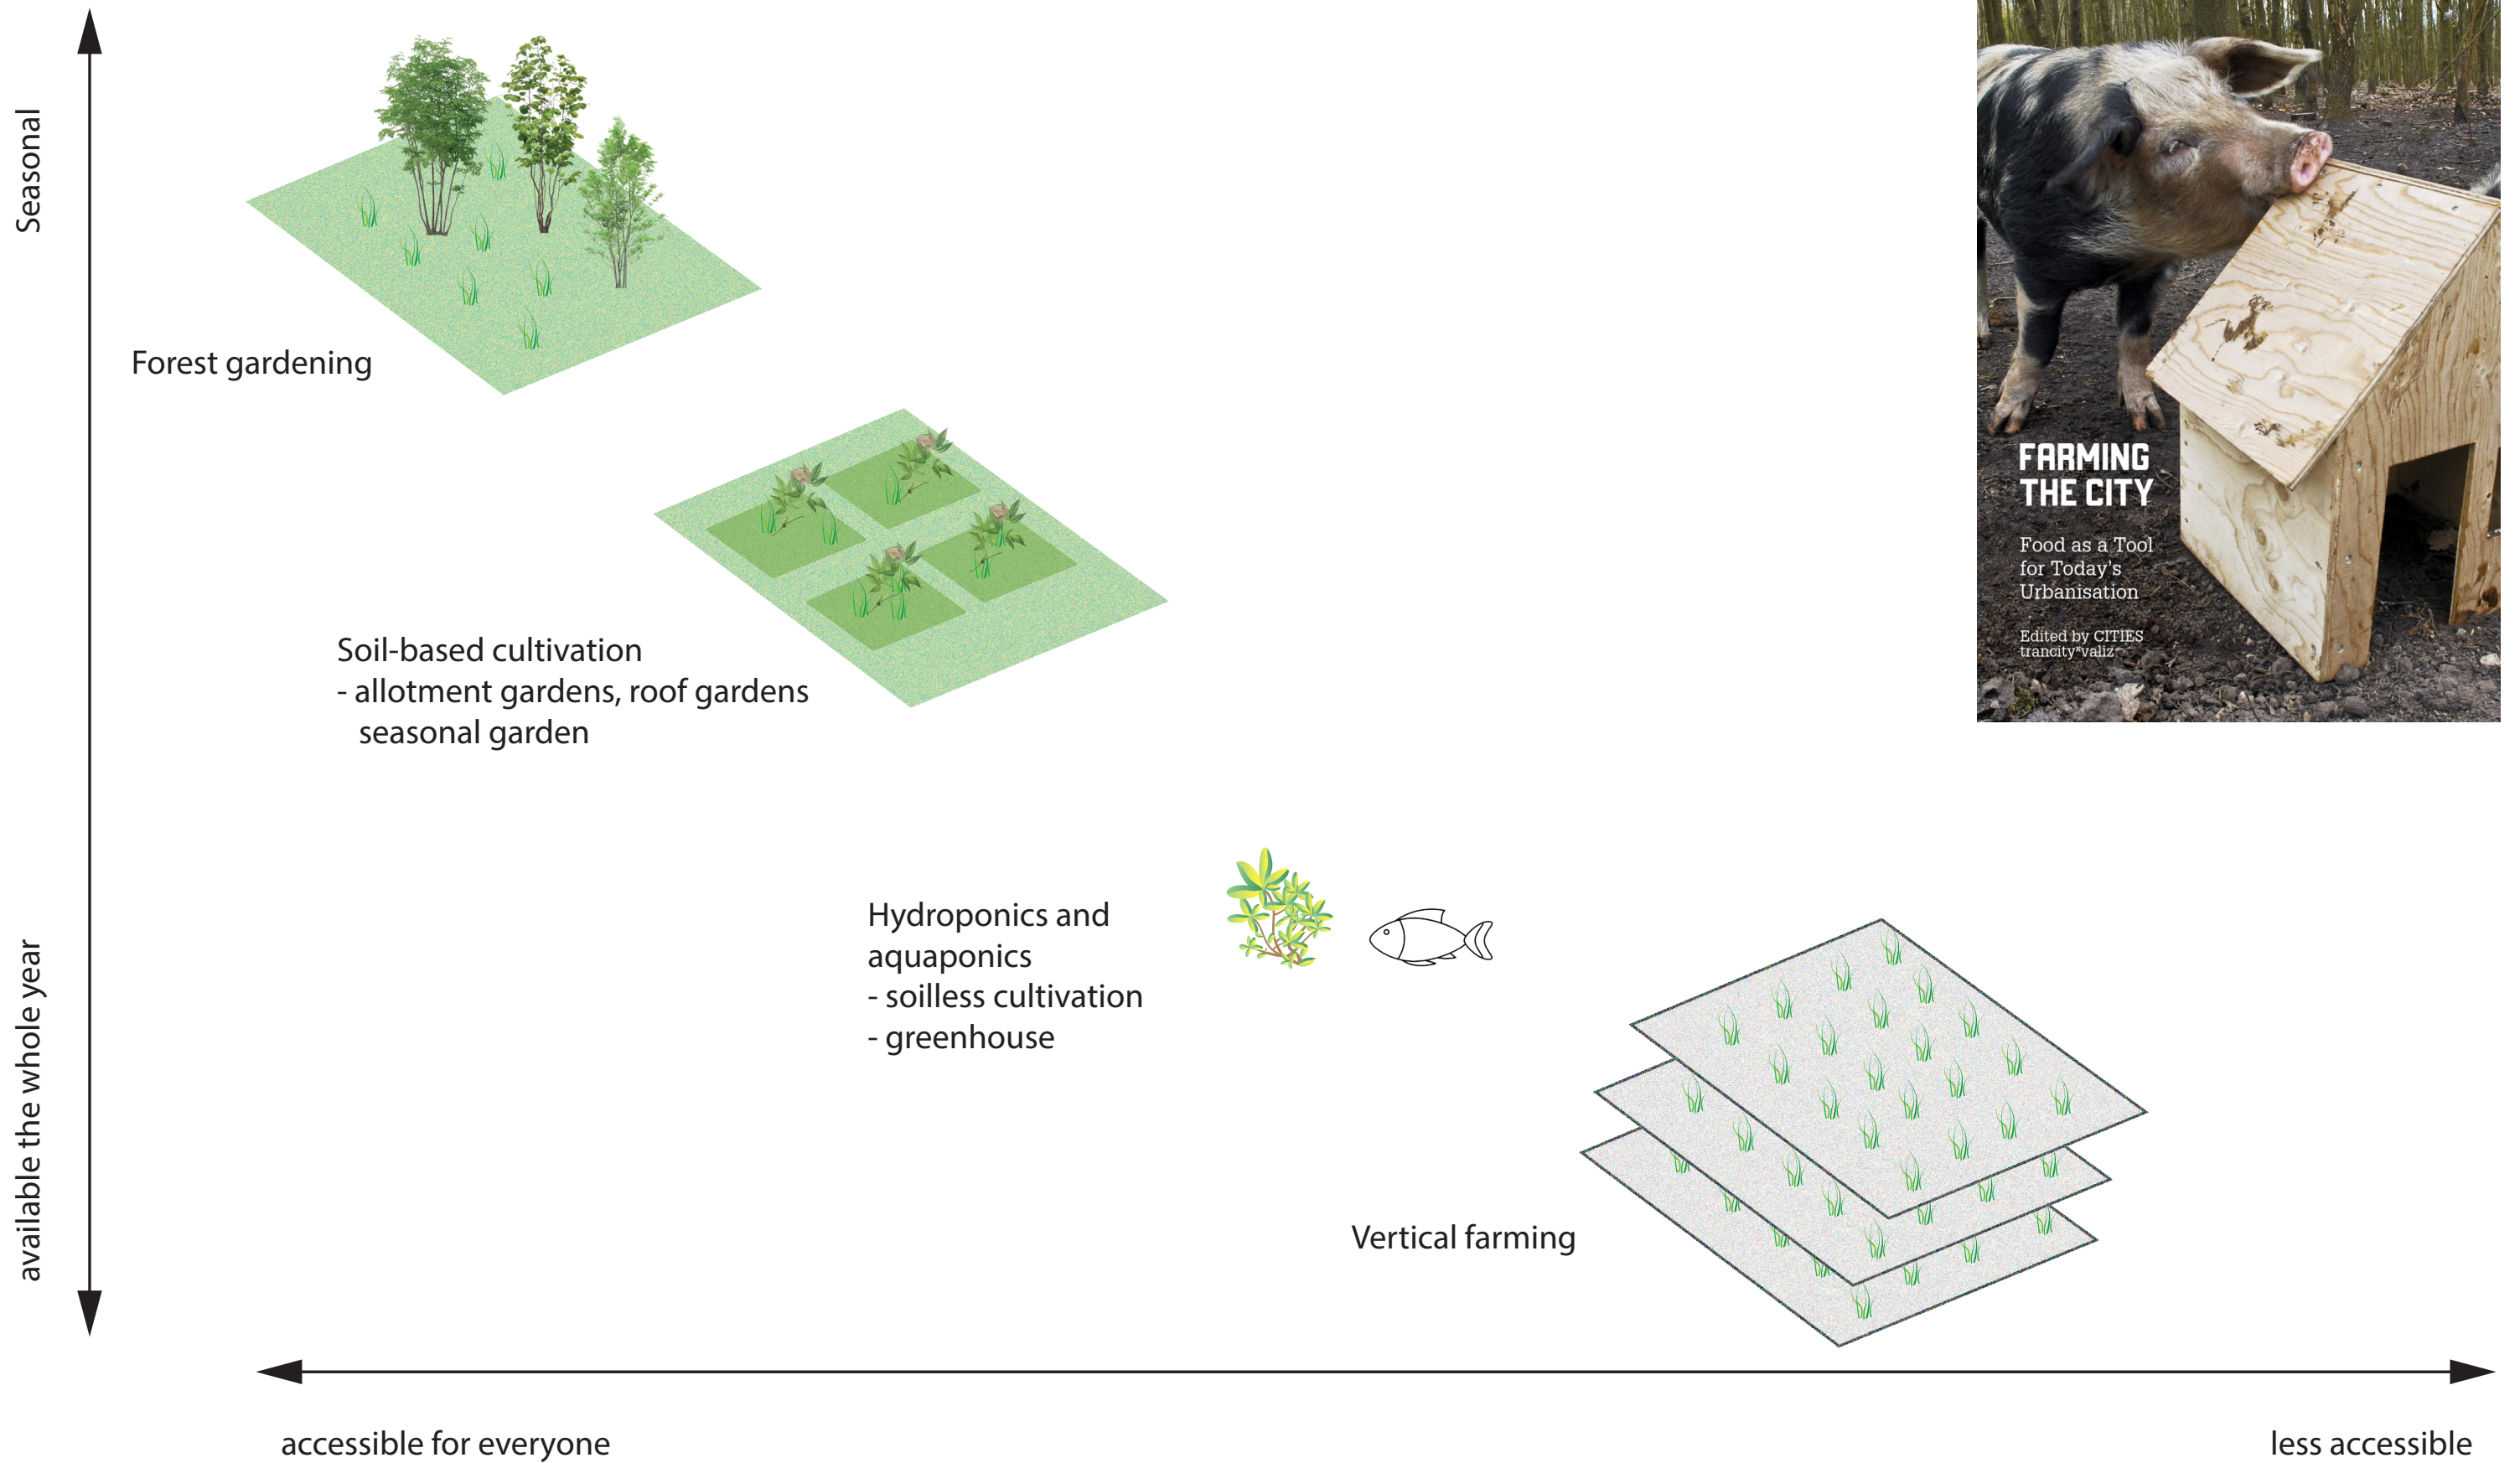 Seasonal
Forest gardening
FARMING
THE CITY
Food as a Tool
for Today's
Urbanisation
Edited by CITIES
trancity*valiz
Soil-based cultivation
- allotment gardens, roof gardens
seasonal garden
available the whole year
Hydroponics and
aquaponics
- soilless cultivation
- greenhouse
Vertical farming
accessible for everyone
less accessible